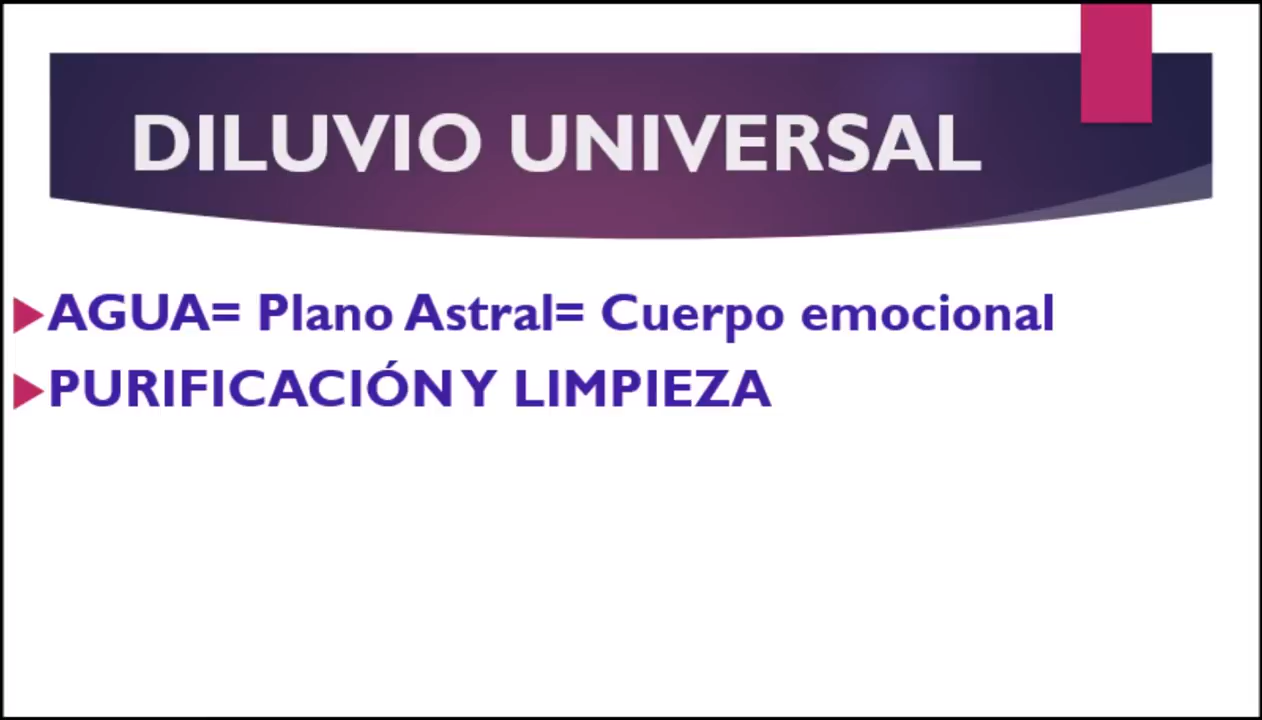 DILUVIO UNIVERSAL
AGUA= Plano Astral= Cuerpo emocional
PURIFICACIÓN Y LIMPIEZA